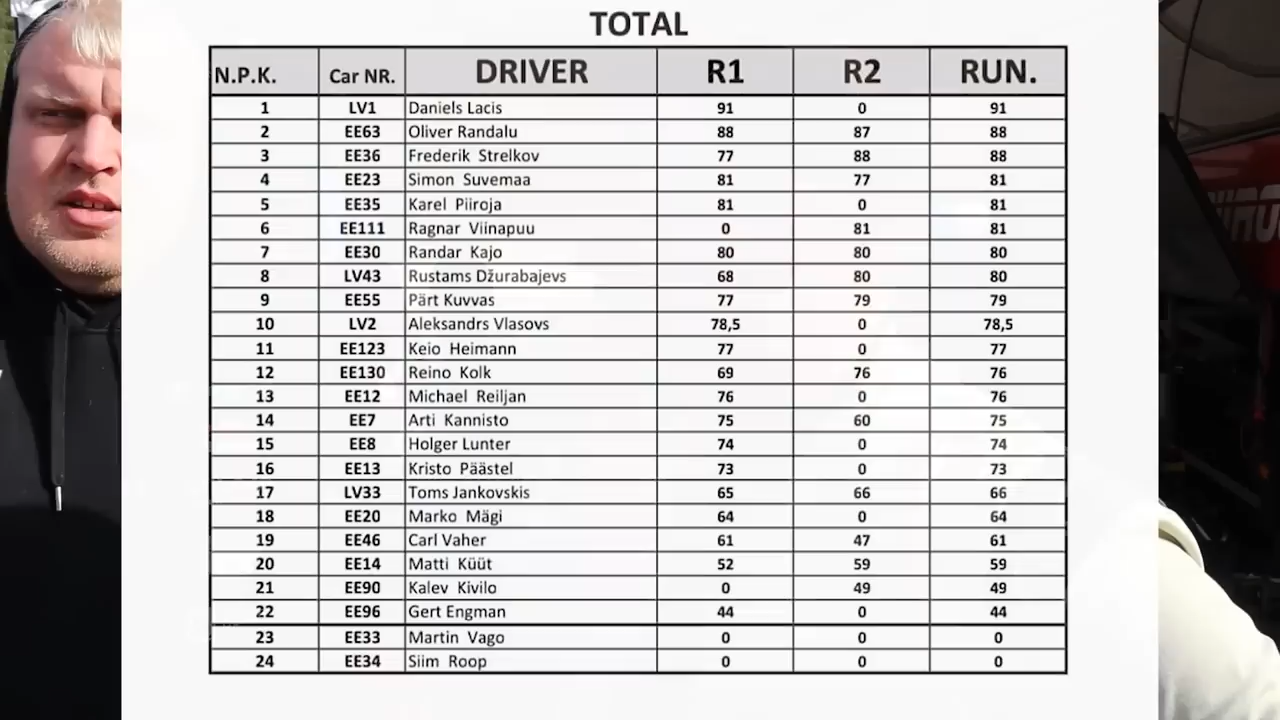 TOTAL
N.P.K. Car NR. DRIVER R1 R2 RUN.
1 LV1 Daniels Lacis 91 0 91
2 EE63 Oliver Randalu 88 87 88
3 EE36 Frederik Strelkov 77 88 88
4 EE23 Simon Suvemaa 81 77 81
5 EE35 Karel Piiroja 81 0 81
6 EE111 Ragnar Viinapuu 0 81 81
7 EE30 Randar Kajo 80 80 80
8 LV43 Rustams Džurabajevs 68 80 80
9 EE55 Pärt Kuvvas 77 79 79
10 LV2 Aleksandrs Vlasovs 78,5 0 78,5
11 EE123 Keio Heimann 77 0 77
12 EE130 Reino Kolk 69 76 76
13 EE12 Michael Reiljan 76 0 76
14 EE7 Arti Kannisto 75 60 75
15 EE8 Holger Lunter 74 0 74
16 EE13 Kristo Päästel 73 0 73
17 LV33 Toms Jankovskis 65 66 66
18 EE20 Marko Mägi 64 0 64
19 EE46 Carl Vaher 61 47 61
20 EE14 Matti Küüt 52 59 59
21 EE90 Kalev Kivilo 0 49 49
22 EE96 Gert Engman 44 0 44
23 EE33 Martin Vago 0 0 0
24 EE34 Siim Roop 0 0 0